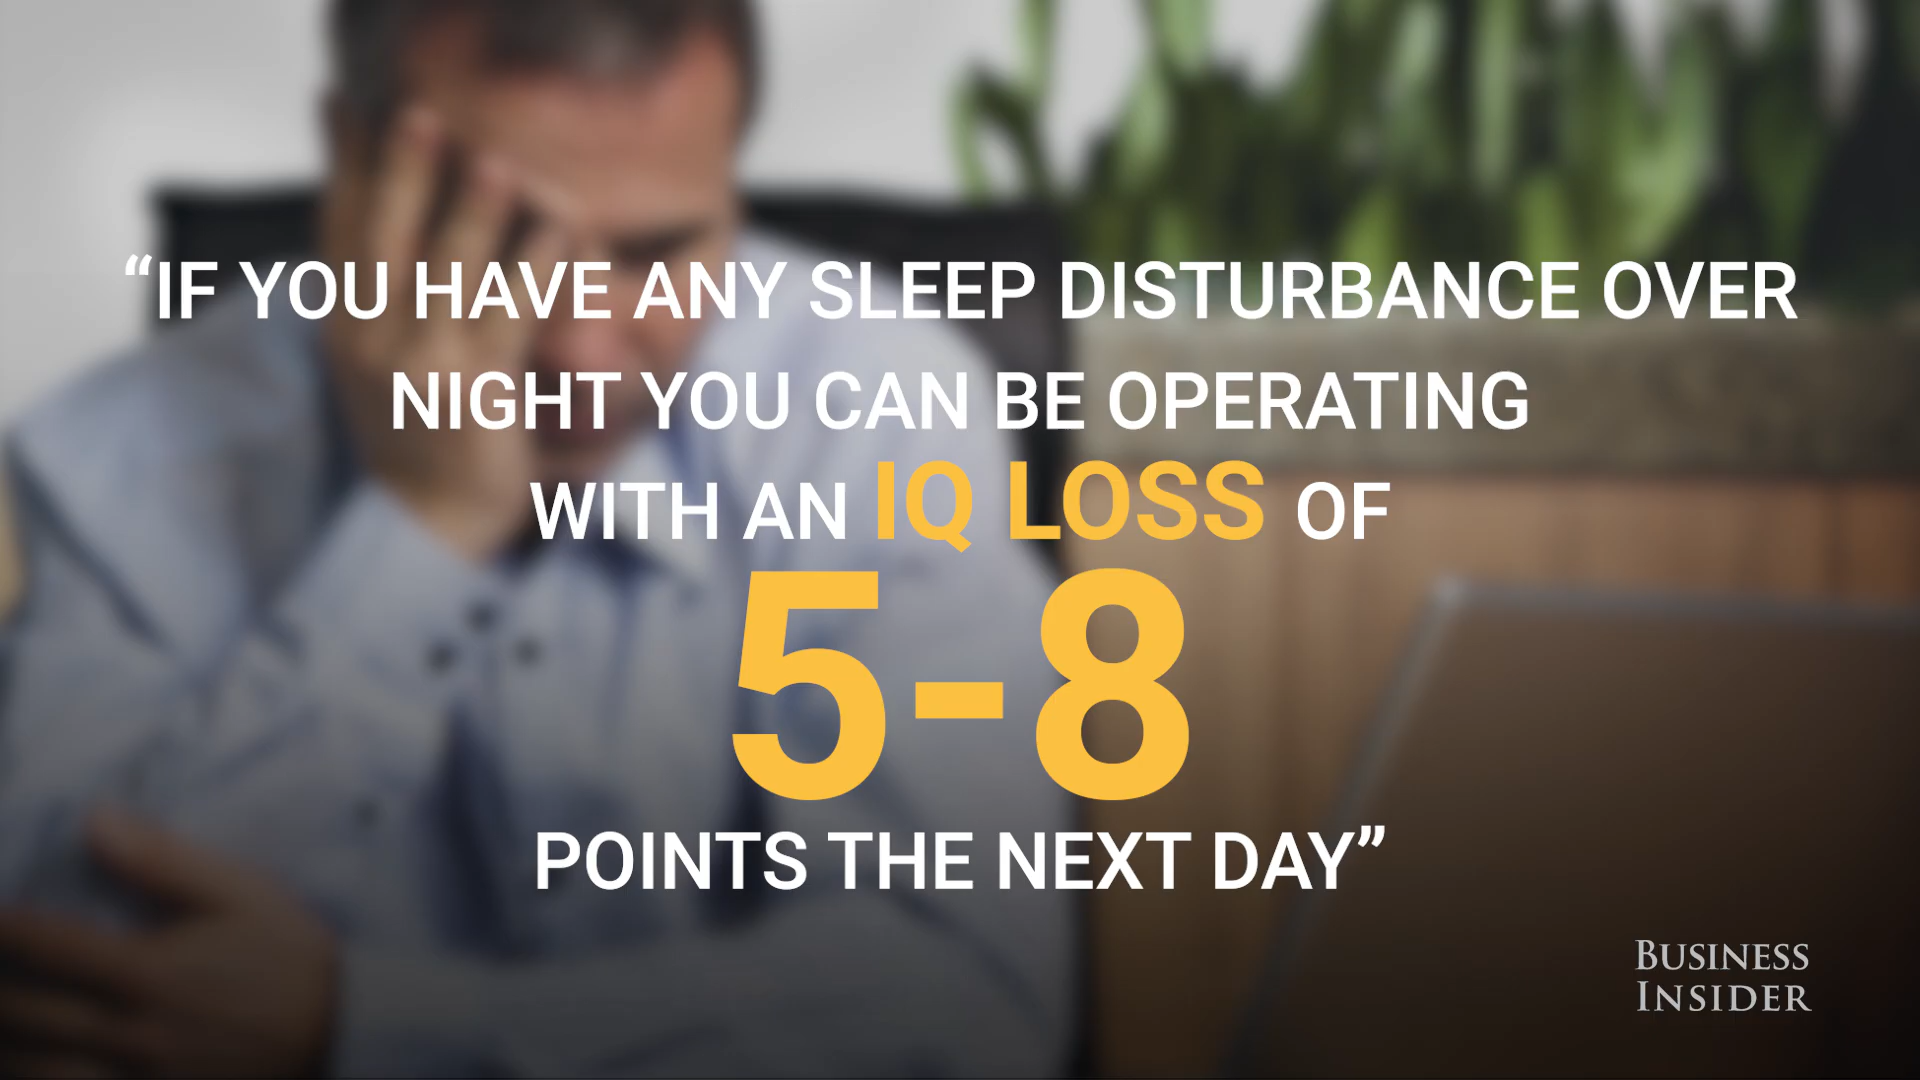 “IF YOU HAVE ANY SLEEP DISTURBANCE OVER
NIGHT YOU CAN BE OPERATING
WITH AN IQ LOSS OF
5-8
POINTS THE NEXT DAY”
BUSINESS
INSIDER